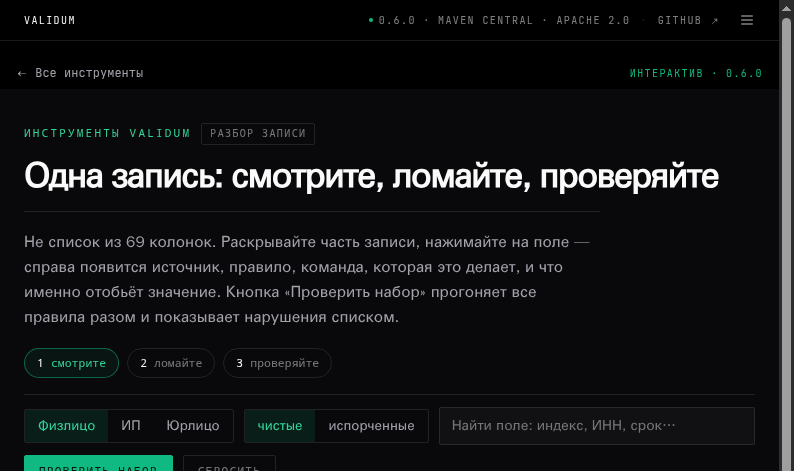 VALIDUM
0.6.0 · MAVEN CENTRAL · APACHE 2.0 · GITHUB ↗
← Все инструменты
ИНТЕРАКТИВ · 0.6.0
ИНСТРУМЕНТЫ VALIDUM
РАЗБОР ЗАПИСИ
Одна запись: смотрите, ломайте, проверяйте
Не список из 69 колонок. Раскрывайте часть записи, нажимайте на поле —
справа появится источник, правило, команда, которая это делает, и что
именно отобьёт значение. Кнопка «Проверить набор» прогоняет все
правила разом и показывает нарушения списком.
1 смотрите
2 ломайте
3 проверяйте
Физлицо ИП Юрлицо
чистые испорченные
Найти поле: индекс, ИНН, срок…
ПРОВЕРИТЬ НАБОР
СБРОСИТЬ